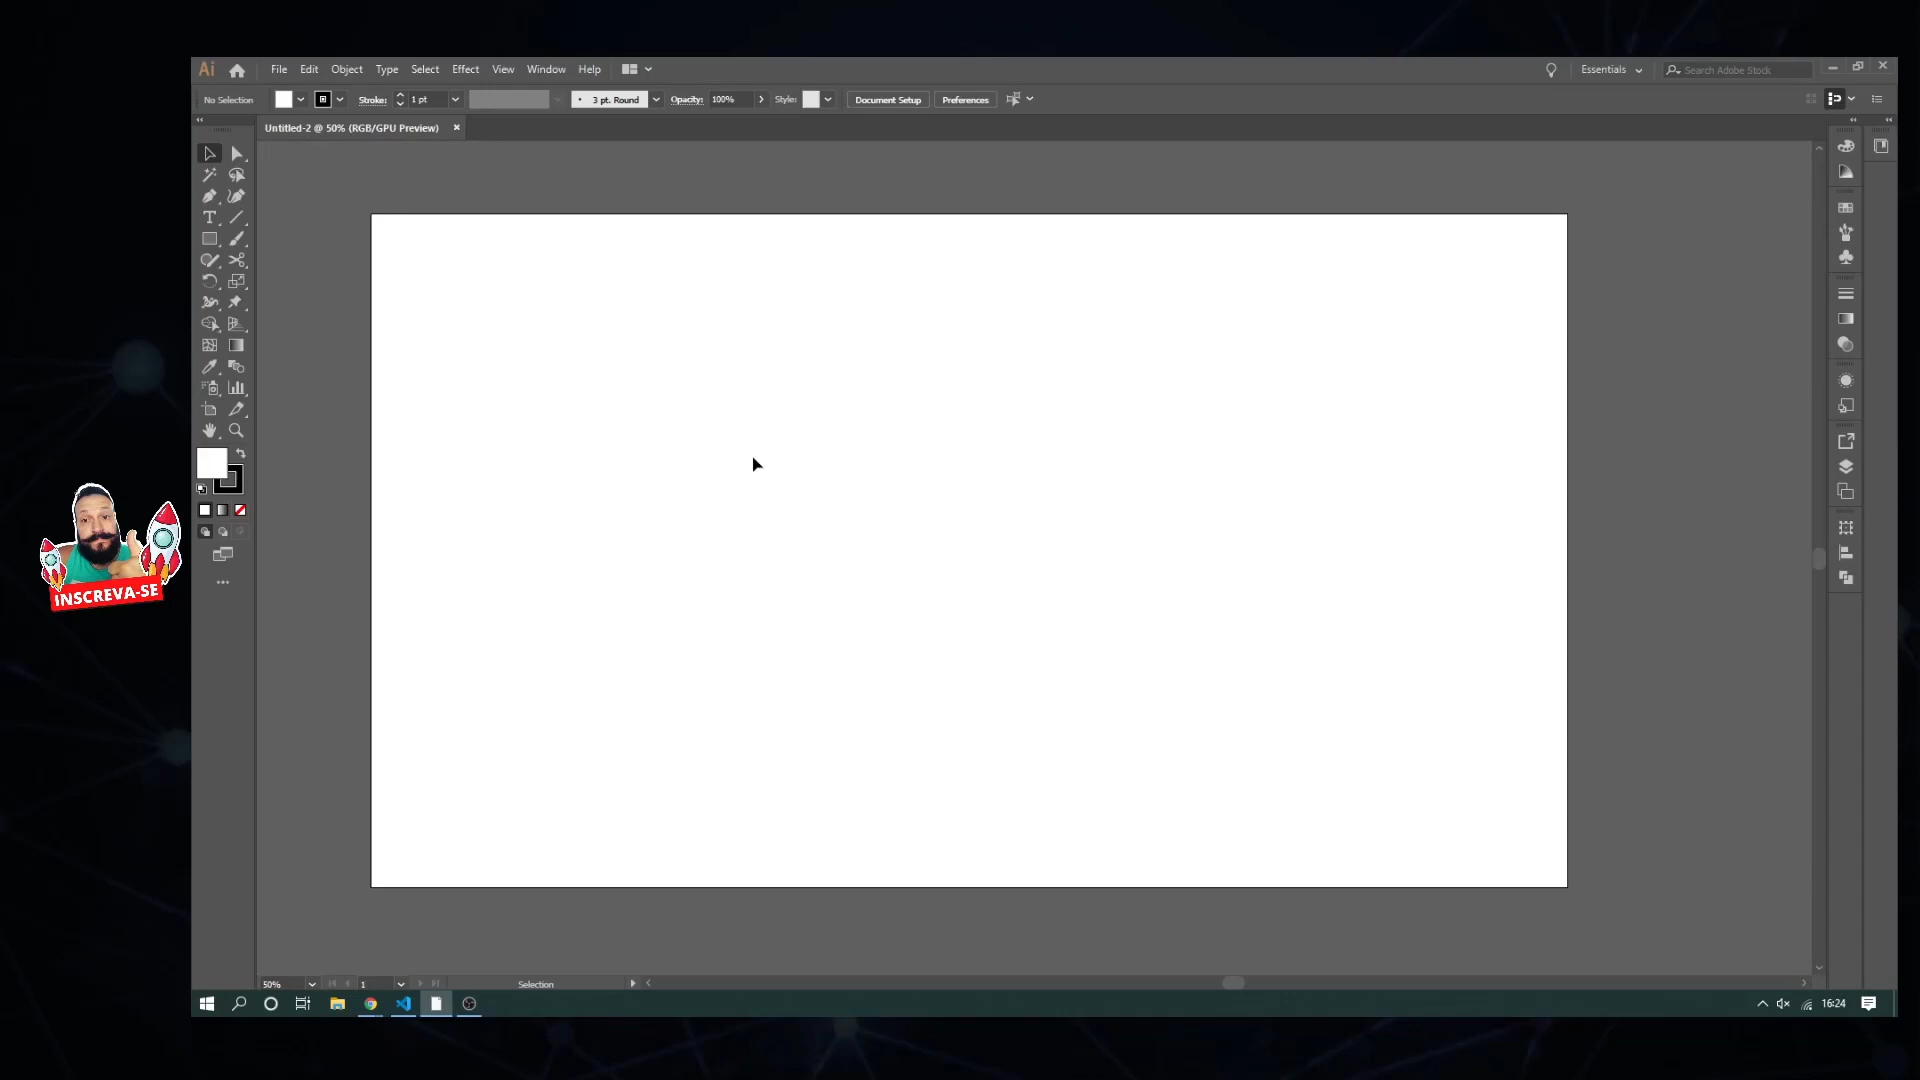 Ai File Edit Object Type Select Effect View Window Help Essentials Search Adobe Stock
No Selection Stroke: 1 pt 3 pt. Round Opacity: 100% Style: Document Setup Preferences
Untitled-2 @ 50% (RGB/GPU Preview)
T
INSCREVA-SE
50% 1 Selection
16:24